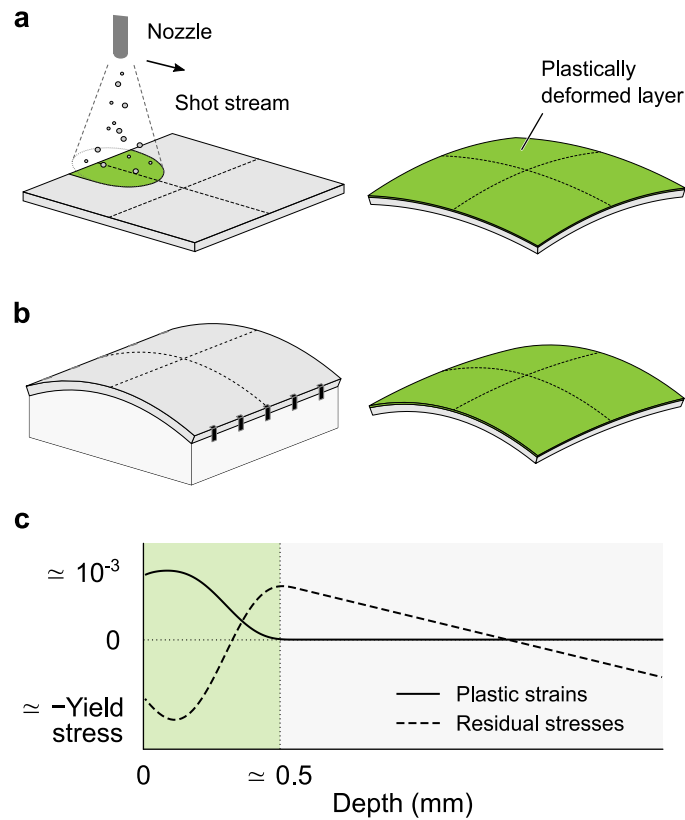 a
Nozzle
Shot stream
Plastically
deformed layer
b
c
≃ 10⁻³
0
≃ −Yield
stress
Plastic strains
Residual stresses
0
≃ 0.5
Depth (mm)